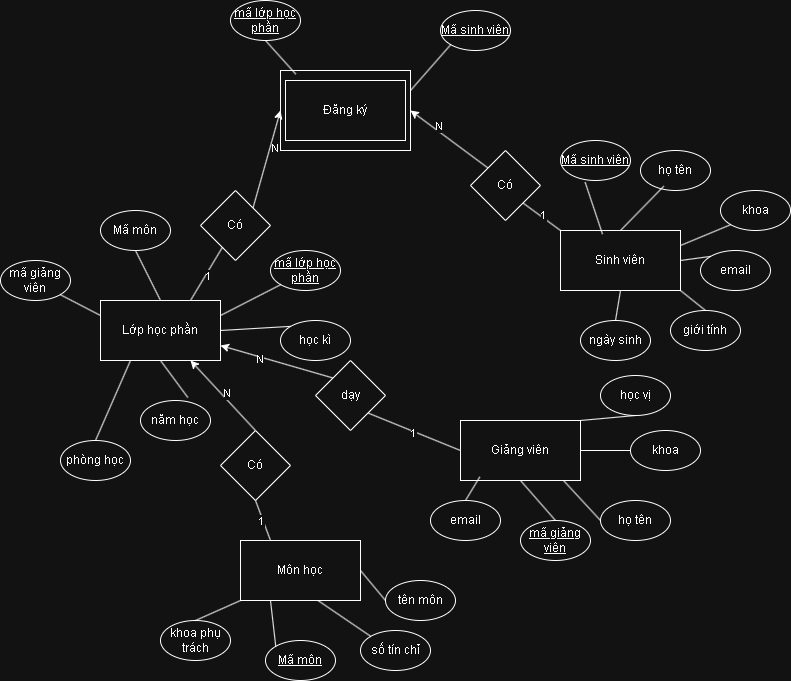 mã lớp học
phần
Mã sinh viên
Đăng ký
N
N
Mã sinh viên
họ tên
Có
Có
khoa
1
Mã môn
Sinh viên
mã giảng
viên
1
mã lớp học
phần
email
Lớp học phần
học kì
ngày sinh
giới tính
N
N
dạy
học vị
năm học
1
phòng học
Có
Giảng viên
khoa
1
email
mã giảng
viên
họ tên
Môn học
tên môn
khoa phụ
trách
Mã môn
số tín chỉ